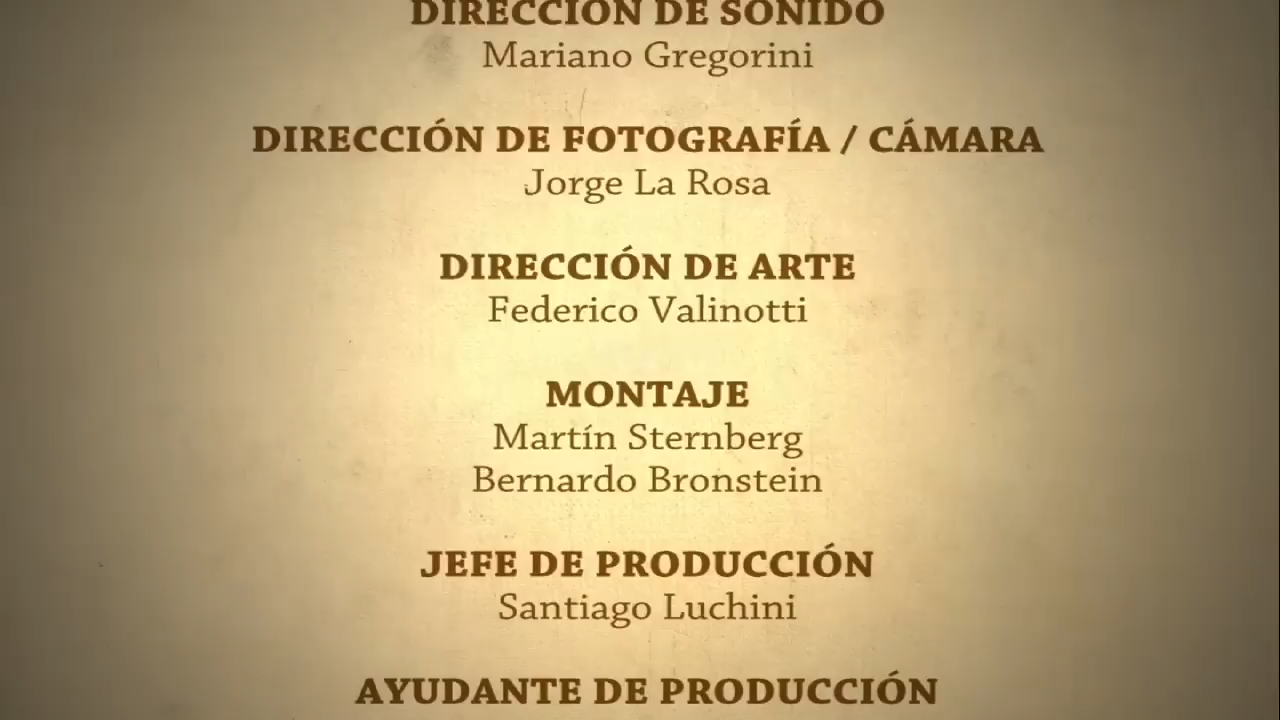 DIRECCIÓN DE SONIDO
Mariano Gregorini
DIRECCIÓN DE FOTOGRAFÍA / CÁMARA
Jorge La Rosa
DIRECCIÓN DE ARTE
Federico Valinotti
MONTAJE
Martín Sternberg
Bernardo Bronstein
JEFE DE PRODUCCIÓN
Santiago Luchini
AYUDANTE DE PRODUCCIÓN